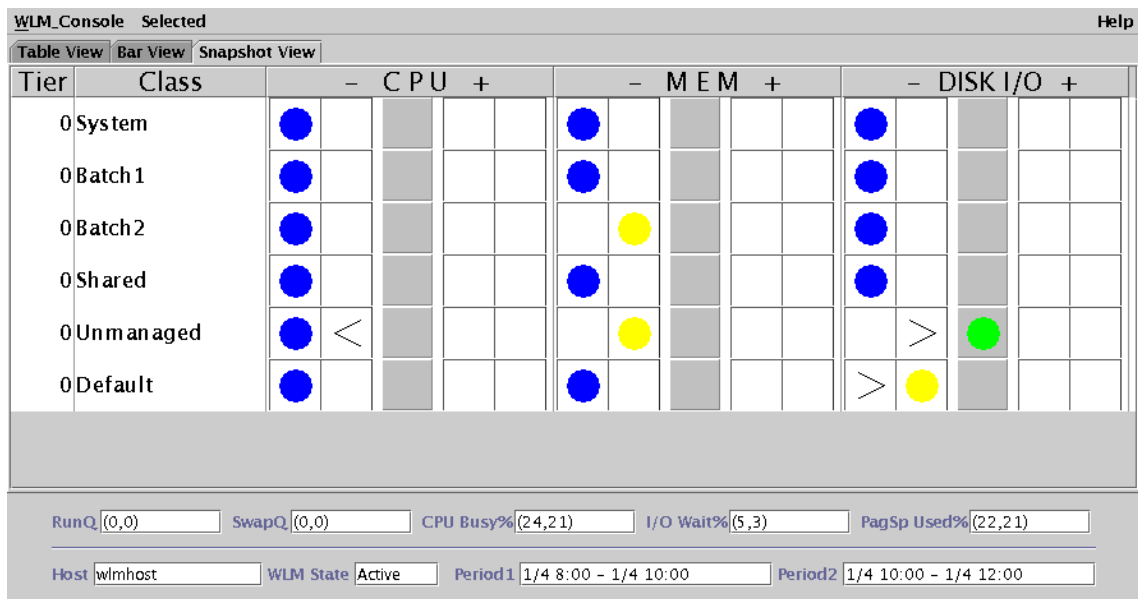 WLM_Console Selected Help
Table View Bar View Snapshot View
Tier Class - CPU + - MEM + - DISK I/O +
0 System
0 Batch1
0 Batch2
0 Shared
0 Unmanaged < >
0 Default >
RunQ (0,0) SwapQ (0,0) CPU Busy% (24,21) I/O Wait% (5,3) PagSp Used% (22,21)
Host wlmhost WLM State Active Period1 1/4 8:00 - 1/4 10:00 Period2 1/4 10:00 - 1/4 12:00